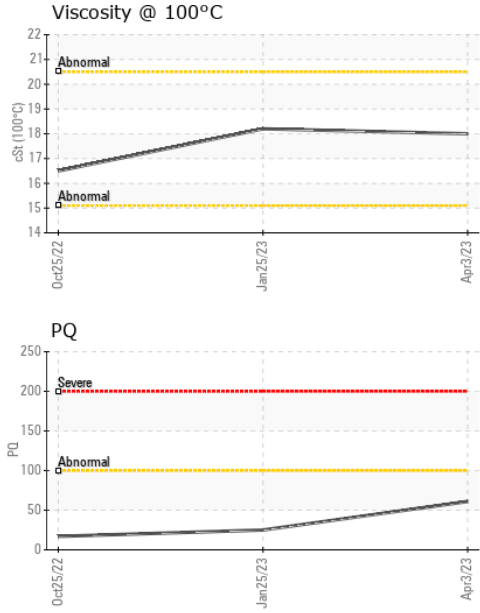 Viscosity @ 100°C
22
21
Abnormal
20
19
18
cSt (100°C)
17
16
Abnormal
15
14
Oct25/22
Jan25/23
Apr3/23
PQ
250
Severe
200
150
PQ
Abnormal
100
50
0
Oct25/22
Jan25/23
Apr3/23